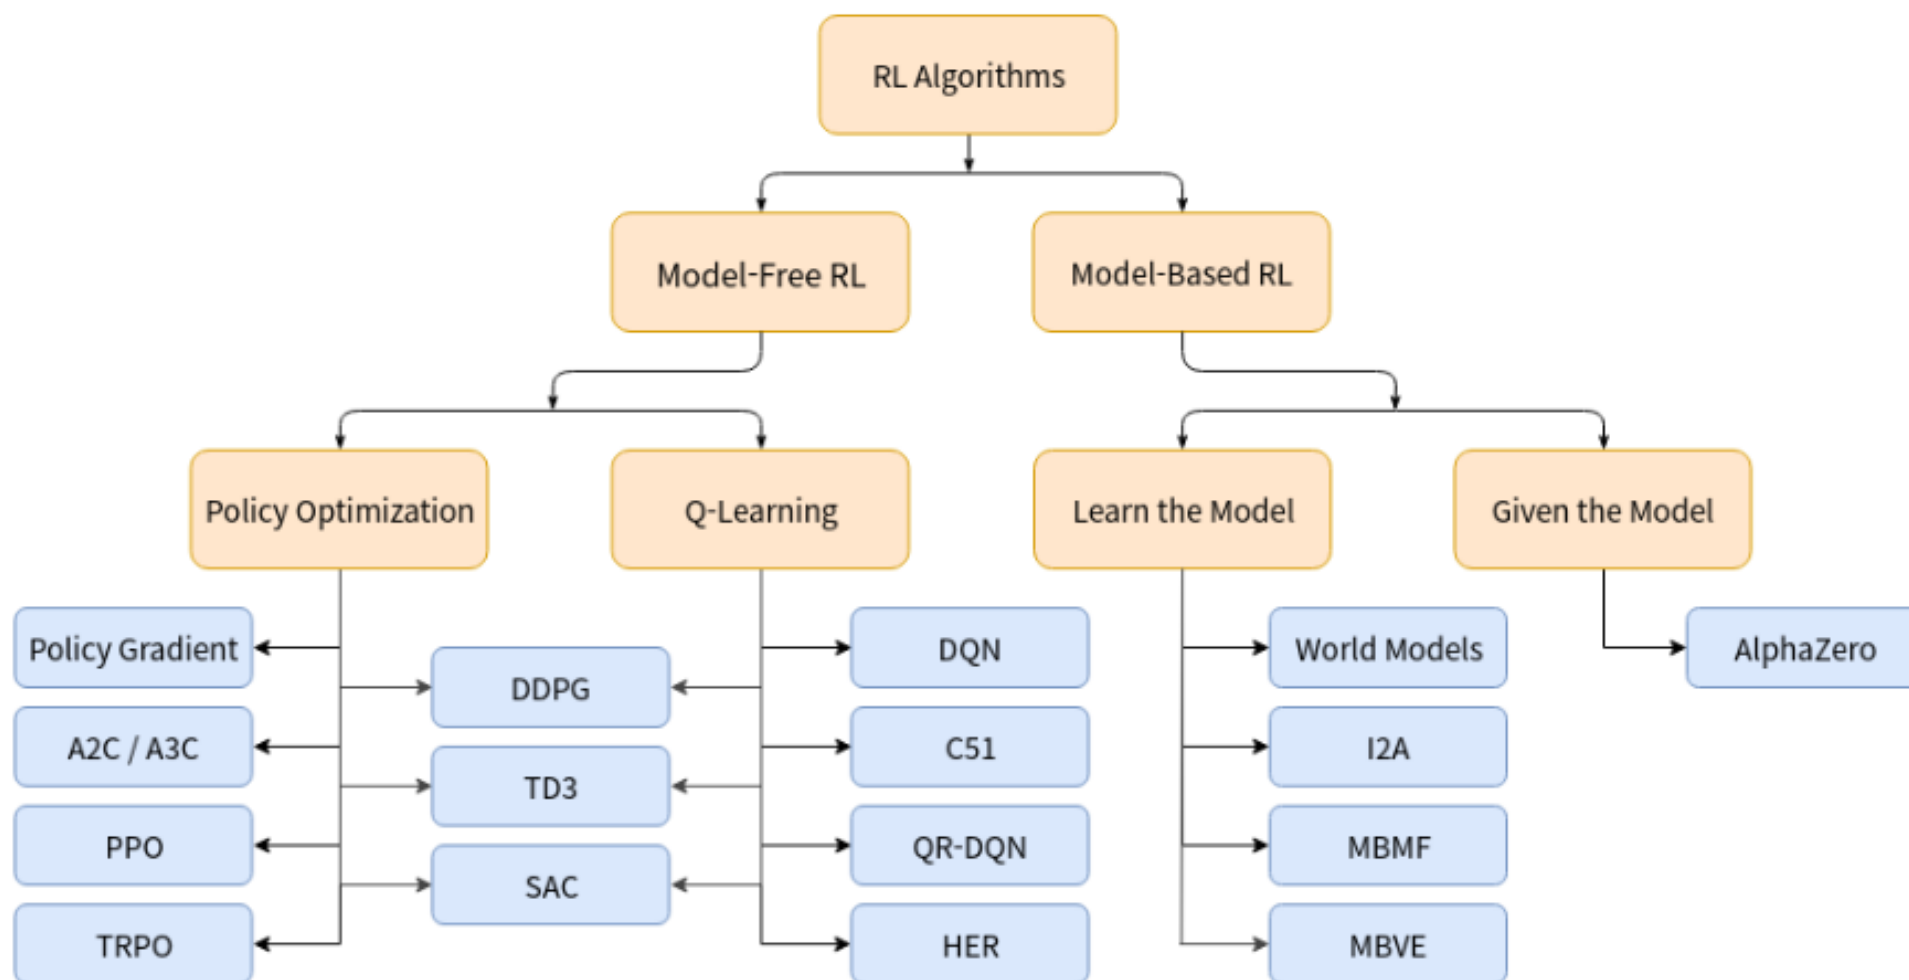 RL Algorithms
Model-Free RL
Model-Based RL
Policy Optimization
Q-Learning
Learn the Model
Given the Model
Policy Gradient
DDPG
DQN
World Models
AlphaZero
A2C / A3C
TD3
C51
I2A
PPO
SAC
QR-DQN
MBMF
TRPO
HER
MBVE